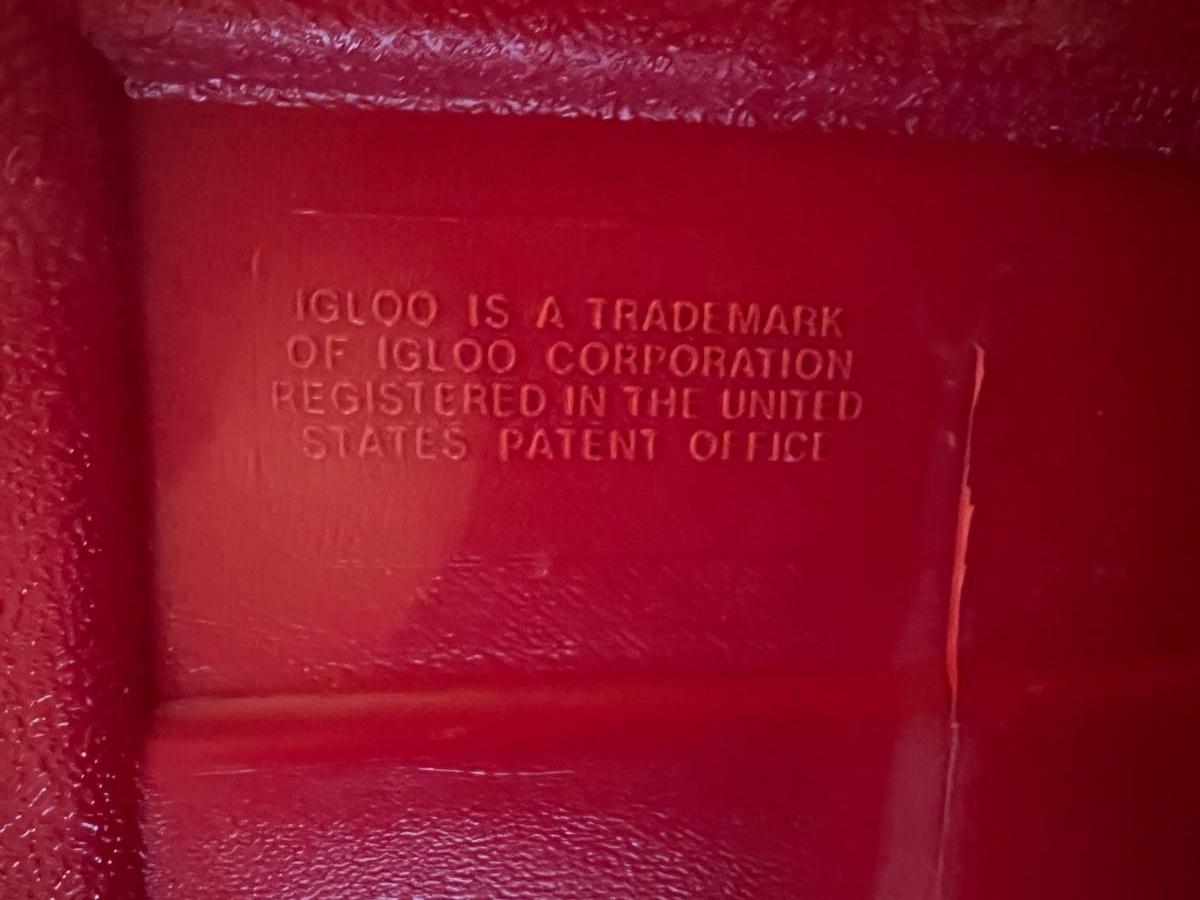 IGLOO IS A TRADEMARK
OF IGLOO CORPORATION
REGISTERED IN THE UNITED
STATES PATENT OFFICE